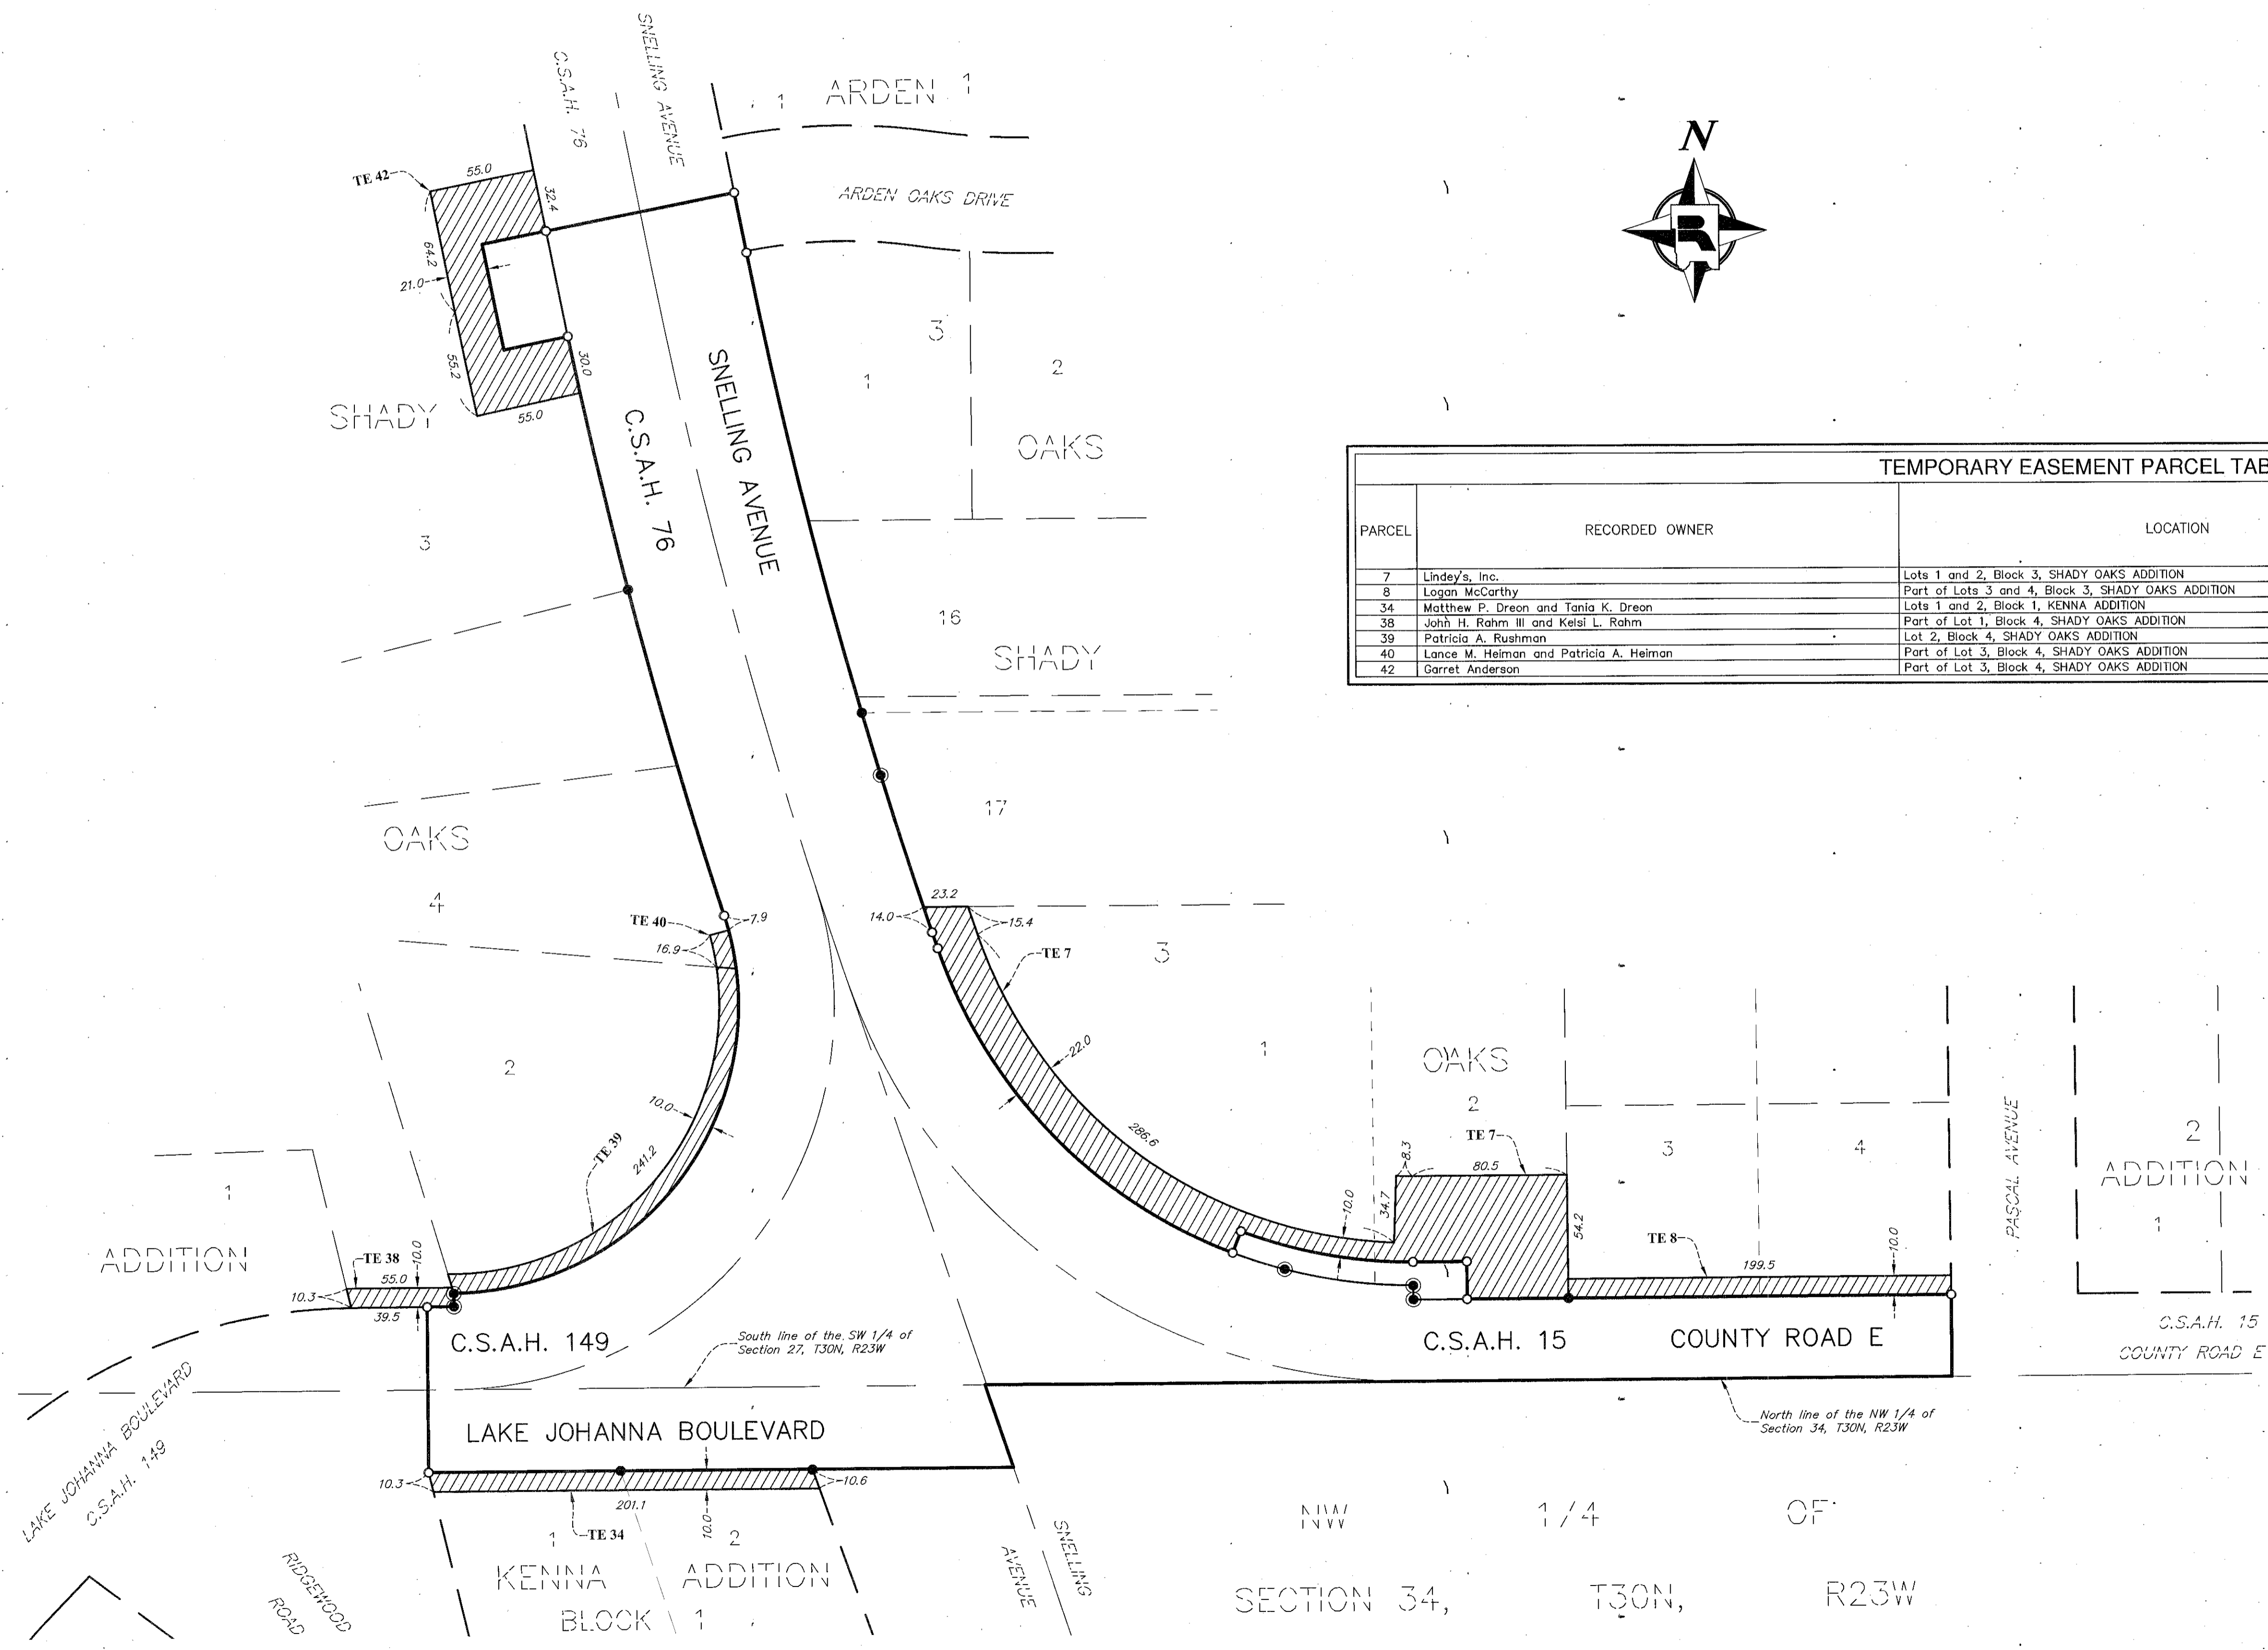 SNELLING AVENUE
C.S.A.H. 76
1 ARDEN 1
N
ARDEN OAKS DRIVE
TE 42
55.0
32.4
64.2
21.0
55.2
30.0
55.0
SHADY
3
3
1
2
OAKS
C.S.A.H. 76
SNELLING AVENUE
16
SHADY
17
TEMPORARY EASEMENT PARCEL TAB
PARCEL RECORDED OWNER LOCATION
7 Lindey's, Inc. Lots 1 and 2, Block 3, SHADY OAKS ADDITION
8 Logan McCarthy Part of Lots 3 and 4, Block 3, SHADY OAKS ADDITION
34 Matthew P. Dreon and Tania K. Dreon Lots 1 and 2, Block 1, KENNA ADDITION
38 John H. Rahm III and Kelsi L. Rahm Part of Lot 1, Block 4, SHADY OAKS ADDITION
39 Patricia A. Rushman Lot 2, Block 4, SHADY OAKS ADDITION
40 Lance M. Heiman and Patricia A. Heiman Part of Lot 3, Block 4, SHADY OAKS ADDITION
42 Garret Anderson Part of Lot 3, Block 4, SHADY OAKS ADDITION
OAKS
4
TE 40
7.9
16.9
23.2
14.0
15.4
TE 7
3
2
10.0
241.2
TE 39
22.0
286.6
1
OAKS
2
TE 7
8.3
80.5
34.7
10.0
54.2
3
4
TE 8
199.5
10.0
PASCAL AVENUE
2
ADDITION
1
C.S.A.H. 15
COUNTY ROAD E
1
ADDITION
TE 38
55.0
10.0
10.3
39.5
C.S.A.H. 149
South line of the SW 1/4 of
Section 27, T30N, R23W
C.S.A.H. 15 COUNTY ROAD E
North line of the NW 1/4 of
Section 34, T30N, R23W
LAKE JOHANNA BOULEVARD
LAKE JOHANNA BOULEVARD
C.S.A.H. 149
10.3
201.1
10.6
10.0
TE 34
1 2
KENNA ADDITION
BLOCK 1
RIDGEWOOD
ROAD
SNELLING
AVENUE
NW 1/4 OF
SECTION 34, T30N, R23W